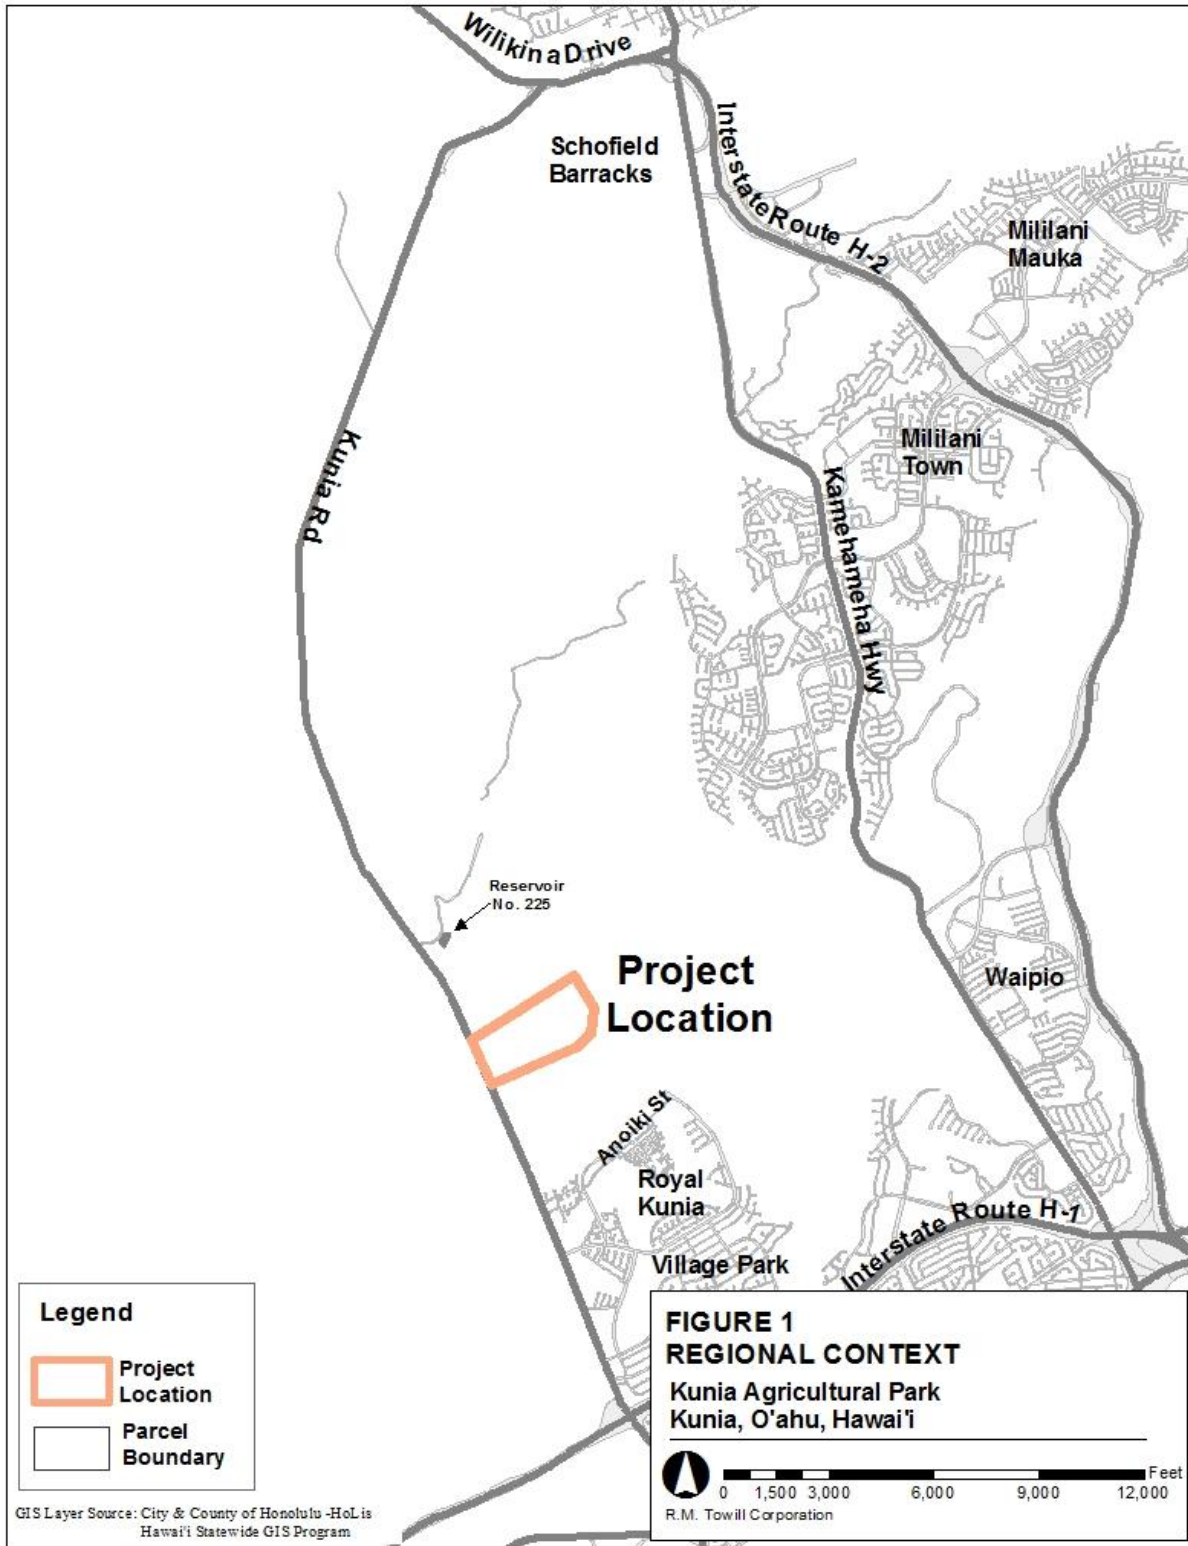 Wilikina Drive
Schofield
Barracks
Interstate Route H-2
Mililani
Mauka
Kunia Rd
Mililani
Town
Kamehameha Hwy
Reservoir
No. 225
Project
Location
Waipio
Anoiki St
Royal
Kunia
Interstate Route H-1
Village Park
Legend
Project
Location
Parcel
Boundary
GIS Layer Source: City & County of Honolulu -HoLis
Hawai'i Statewide GIS Program
FIGURE 1
REGIONAL CONTEXT
Kunia Agricultural Park
Kunia, O'ahu, Hawai'i
Feet
0 1,500 3,000 6,000 9,000 12,000
R.M. Towill Corporation